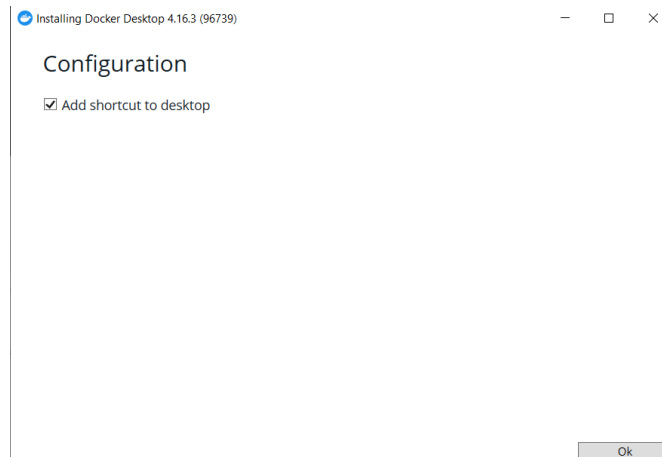 Installing Docker Desktop 4.16.3 (96739)
Configuration
Add shortcut to desktop
Ok